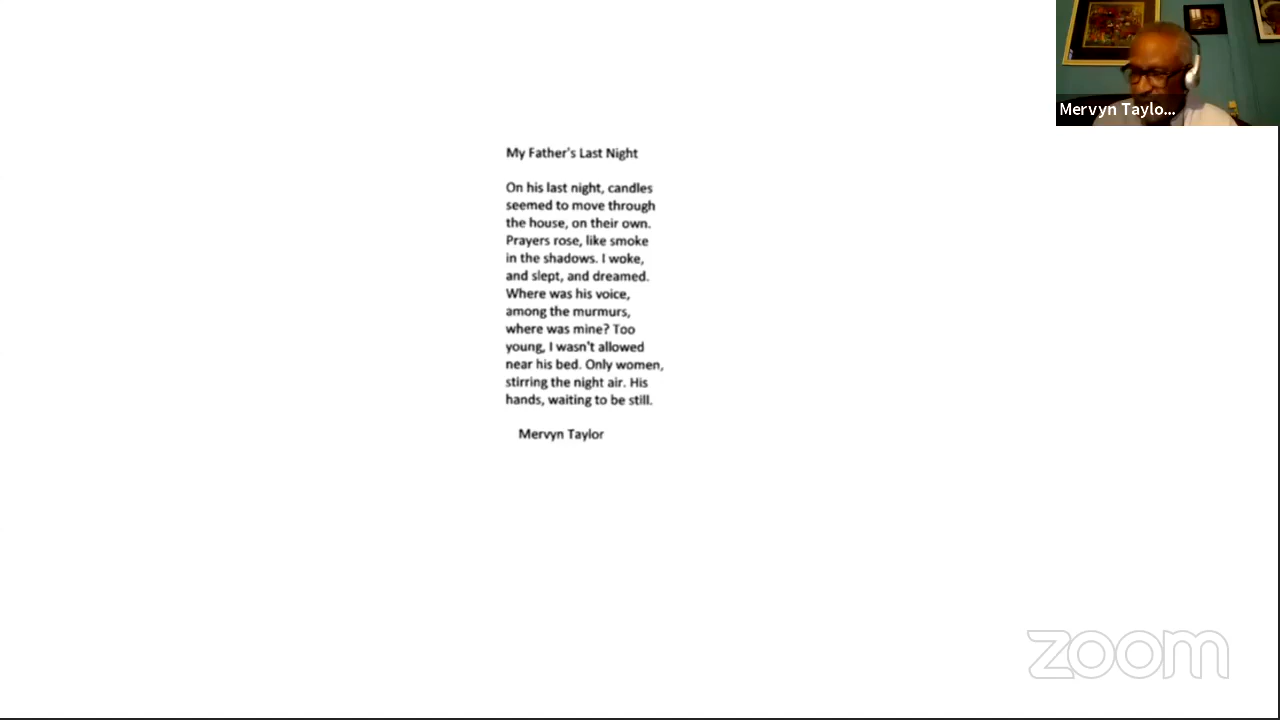 Mervyn Taylo...
My Father's Last Night
On his last night, candles
seemed to move through
the house, on their own.
Prayers rose, like smoke
in the shadows. I woke,
and slept, and dreamed.
Where was his voice,
among the murmurs,
where was mine? Too
young, I wasn't allowed
near his bed. Only women,
stirring the night air. His
hands, waiting to be still.
Mervyn Taylor
zoom